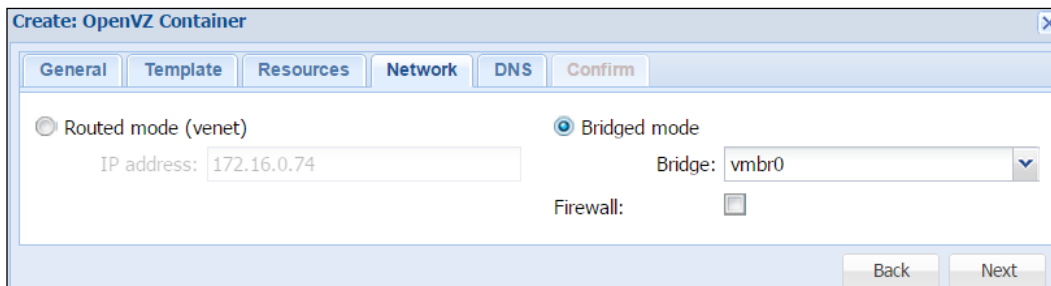 Create: OpenVZ Container
General Template Resources Network DNS Confirm
Routed mode (venet) Bridged mode
IP address: 172.16.0.74 Bridge: vmbr0
Firewall:
Back Next